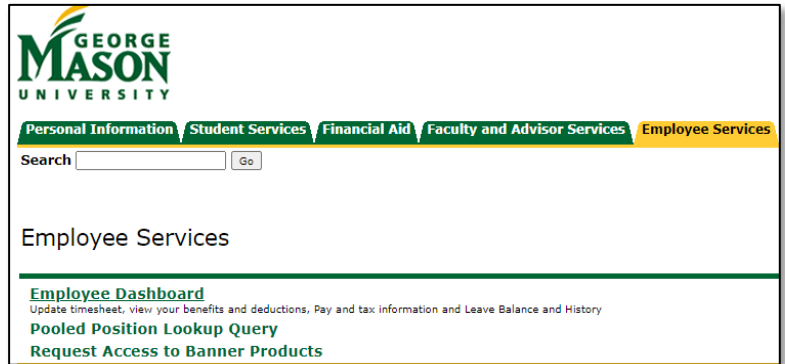 GEORGE
MASON
UNIVERSITY
Personal Information Student Services Financial Aid Faculty and Advisor Services Employee Services
Search Go
Employee Services
Employee Dashboard
Update timesheet, view your benefits and deductions, Pay and tax information and Leave Balance and History
Pooled Position Lookup Query
Request Access to Banner Products